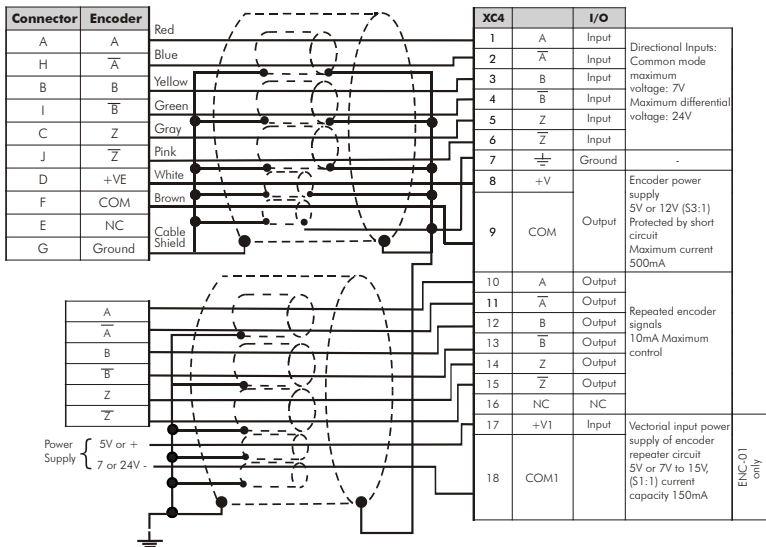 Connector Encoder
A A Red
H A̅ Blue
B B Yellow
I B̅ Green
C Z Gray
J Z̅ Pink
D +VE White
F COM Brown
E NC
G Ground Cable Shield
XC4 I/O
1 A Input
2 A̅ Input
3 B Input
4 B̅ Input
5 Z Input
6 Z̅ Input
Directional Inputs:
Common mode
maximum
voltage: 7V
Maximum differential
voltage: 24V
7 Ground -
8 +V
9 COM
Output
Encoder power
supply
5V or 12V (S3:1)
Protected by short
circuit
Maximum current
500mA
10 A Output
11 A̅ Output
12 B Output
13 B̅ Output
14 Z Output
15 Z̅ Output
16 NC NC
Repeated encoder
signals
10mA Maximum
control
17 +V1 Input
18 COM1
Vectorial input power
supply of encoder
repeater circuit
5V or 7V to 15V,
(S1:1) current
capacity 150mA
ENC-01
only
A
A̅
B
B̅
Z
Z̅
Power
Supply
5V or +
7 or 24V -